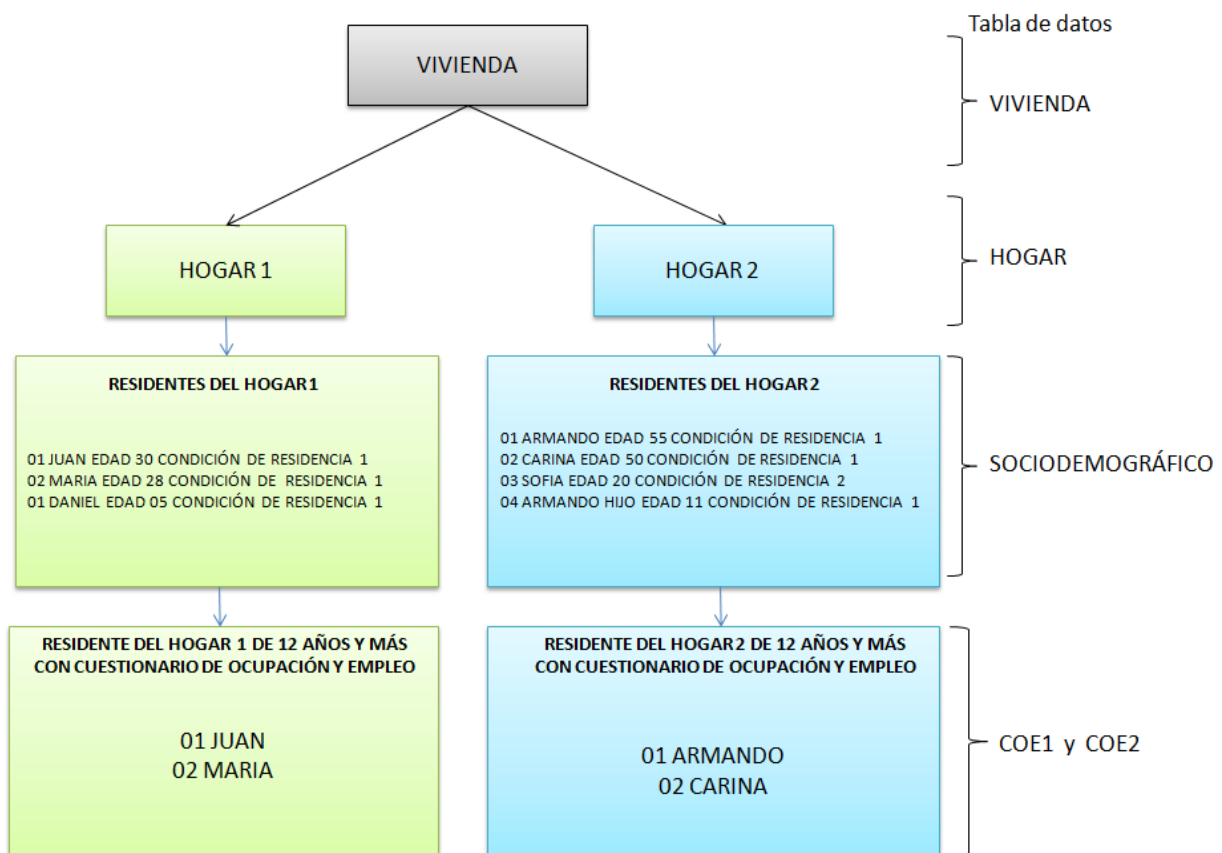 Tabla de datos
VIVIENDA
VIVIENDA
HOGAR 1
HOGAR 2
HOGAR
RESIDENTES DEL HOGAR 1
01 JUAN EDAD 30 CONDICIÓN DE RESIDENCIA 1
02 MARIA EDAD 28 CONDICIÓN DE RESIDENCIA 1
01 DANIEL EDAD 05 CONDICIÓN DE RESIDENCIA 1
RESIDENTES DEL HOGAR 2
01 ARMANDO EDAD 55 CONDICIÓN DE RESIDENCIA 1
02 CARINA EDAD 50 CONDICIÓN DE RESIDENCIA 1
03 SOFIA EDAD 20 CONDICIÓN DE RESIDENCIA 2
04 ARMANDO HIJO EDAD 11 CONDICIÓN DE RESIDENCIA 1
SOCIODEMOGRÁFICO
RESIDENTE DEL HOGAR 1 DE 12 AÑOS Y MÁS
CON CUESTIONARIO DE OCUPACIÓN Y EMPLEO
01 JUAN
02 MARIA
RESIDENTE DEL HOGAR 2 DE 12 AÑOS Y MÁS
CON CUESTIONARIO DE OCUPACIÓN Y EMPLEO
01 ARMANDO
02 CARINA
COE1 y COE2